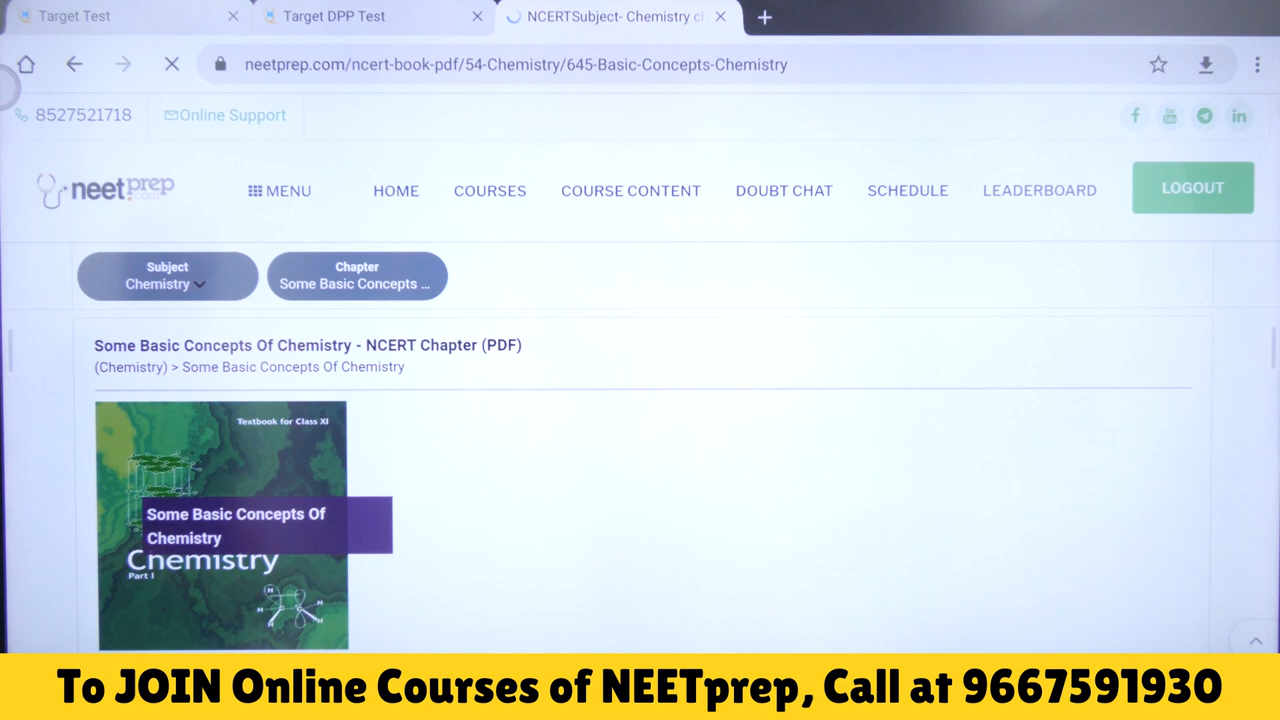 Target Test
Target DPP Test
NCERTSubject- Chemistry c
neetprep.com/ncert-book-pdf/54-Chemistry/645-Basic-Concepts-Chemistry
8527521718
Online Support
neetprep
.com
MENU
HOME
COURSES
COURSE CONTENT
DOUBT CHAT
SCHEDULE
LEADERBOARD
LOGOUT
Subject
Chemistry
Chapter
Some Basic Concepts ...
Some Basic Concepts Of Chemistry - NCERT Chapter (PDF)
(Chemistry) > Some Basic Concepts Of Chemistry
Textbook for Class XI
Some Basic Concepts Of
Chemistry
Chemistry
Part I
To JOIN Online Courses of NEETprep, Call at 9667591930